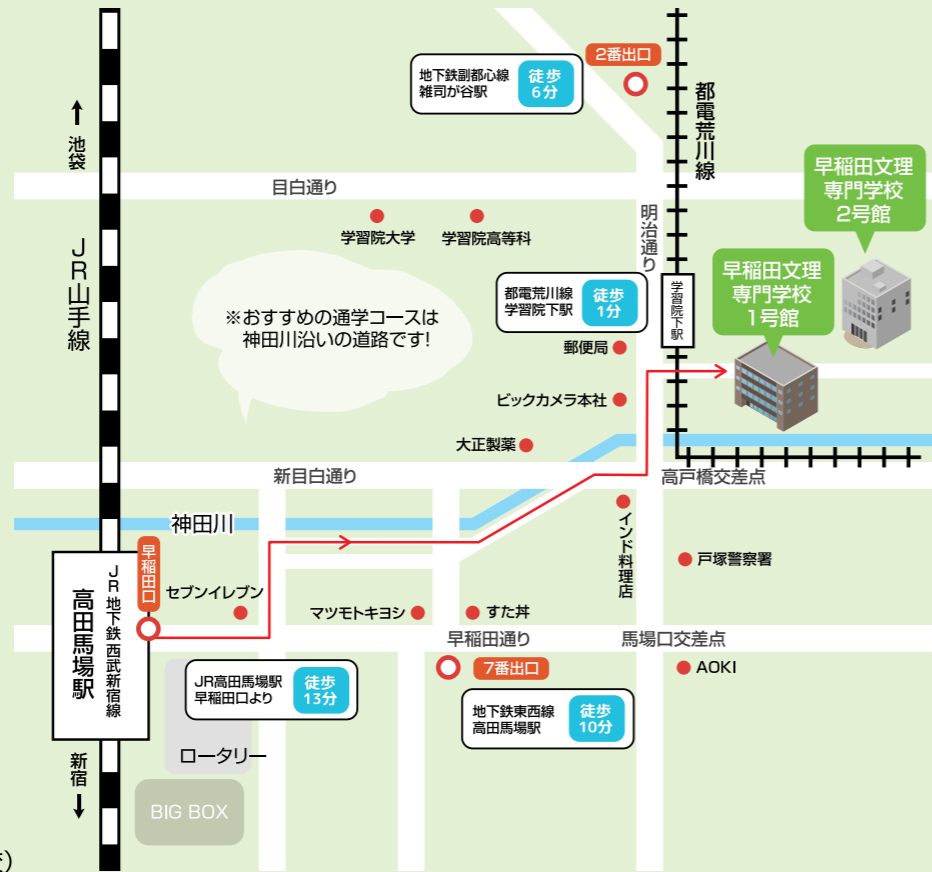 2番出口
地下鉄副都心線
雑司が谷駅
徒歩
6分
都電荒川線
↑
池袋
早稲田文理
専門学校
2号館
目白通り
学習院大学
学習院高等科
明治通り
JR山手線
早稲田文理
専門学校
1号館
都電荒川線
学習院下駅
徒歩
1分
学習院下駅
※おすすめの通学コースは
神田川沿いの道路です!
郵便局
ビックカメラ本社
大正製薬
新目白通り
高戸橋交差点
神田川
インド料理店
早稲田口
戸塚警察署
JR 地下鉄 西武新宿線
高田馬場駅
セブンイレブン
マツモトキヨシ
すた丼
早稲田通り
馬場口交差点
7番出口
AOKI
JR高田馬場駅
早稲田口より
徒歩
13分
地下鉄東西線
高田馬場駅
徒歩
10分
ロータリー
新宿
↓
BIG BOX